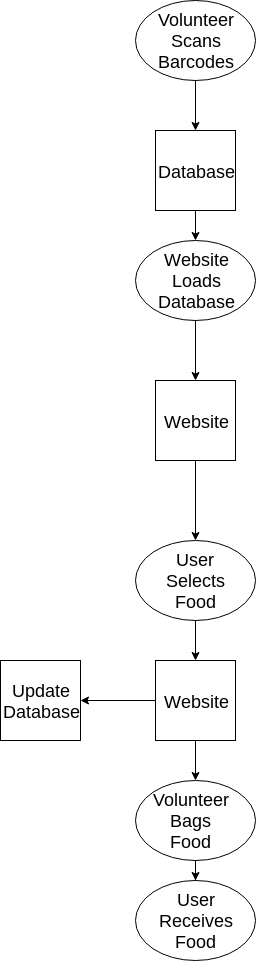 Volunteer
Scans
Barcodes
Database
Website
Loads
Database
Website
User
Selects
Food
Update
Database
Website
Volunteer
Bags
Food
User
Receives
Food